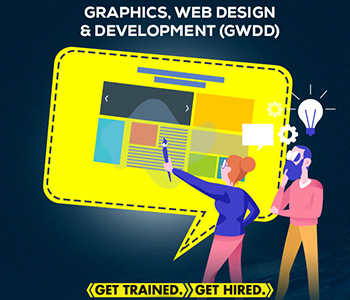 GRAPHICS, WEB DESIGN
& DEVELOPMENT (GWDD)
GET TRAINED. GET HIRED.